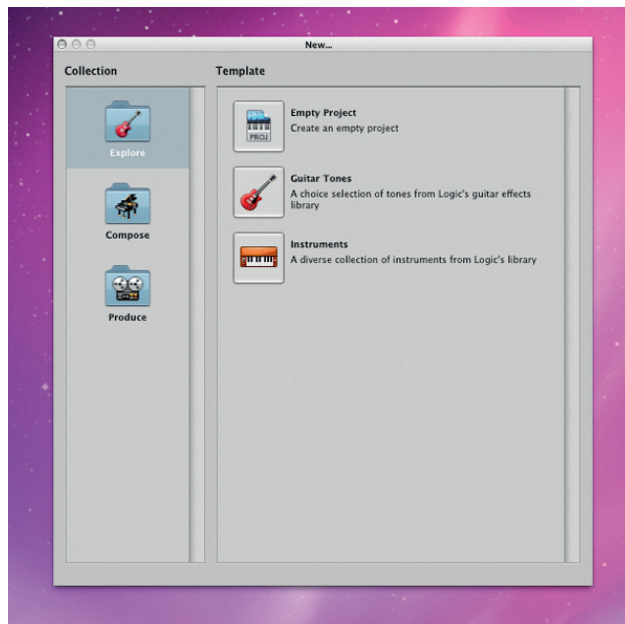 New...
Collection
Template
Explore
Compose
Produce
Empty Project
Create an empty project
PROJ
Guitar Tones
A choice selection of tones from Logic's guitar effects
library
Instruments
A diverse collection of instruments from Logic's library